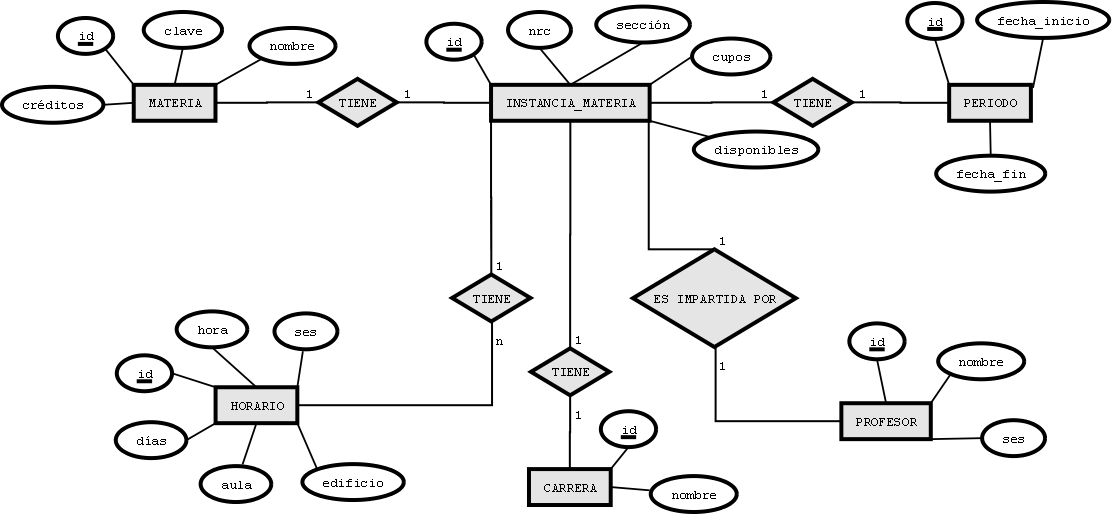 id
clave
nombre
créditos
MATERIA
1
TIENE
1
id
nrc
sección
cupos
INSTANCIA_MATERIA
disponibles
1
TIENE
1
id
fecha_inicio
PERIODO
fecha_fin
1
TIENE
n
hora
ses
id
HORARIO
días
aula
edificio
1
TIENE
1
id
CARRERA
nombre
1
ES IMPARTIDA POR
1
id
nombre
PROFESOR
ses